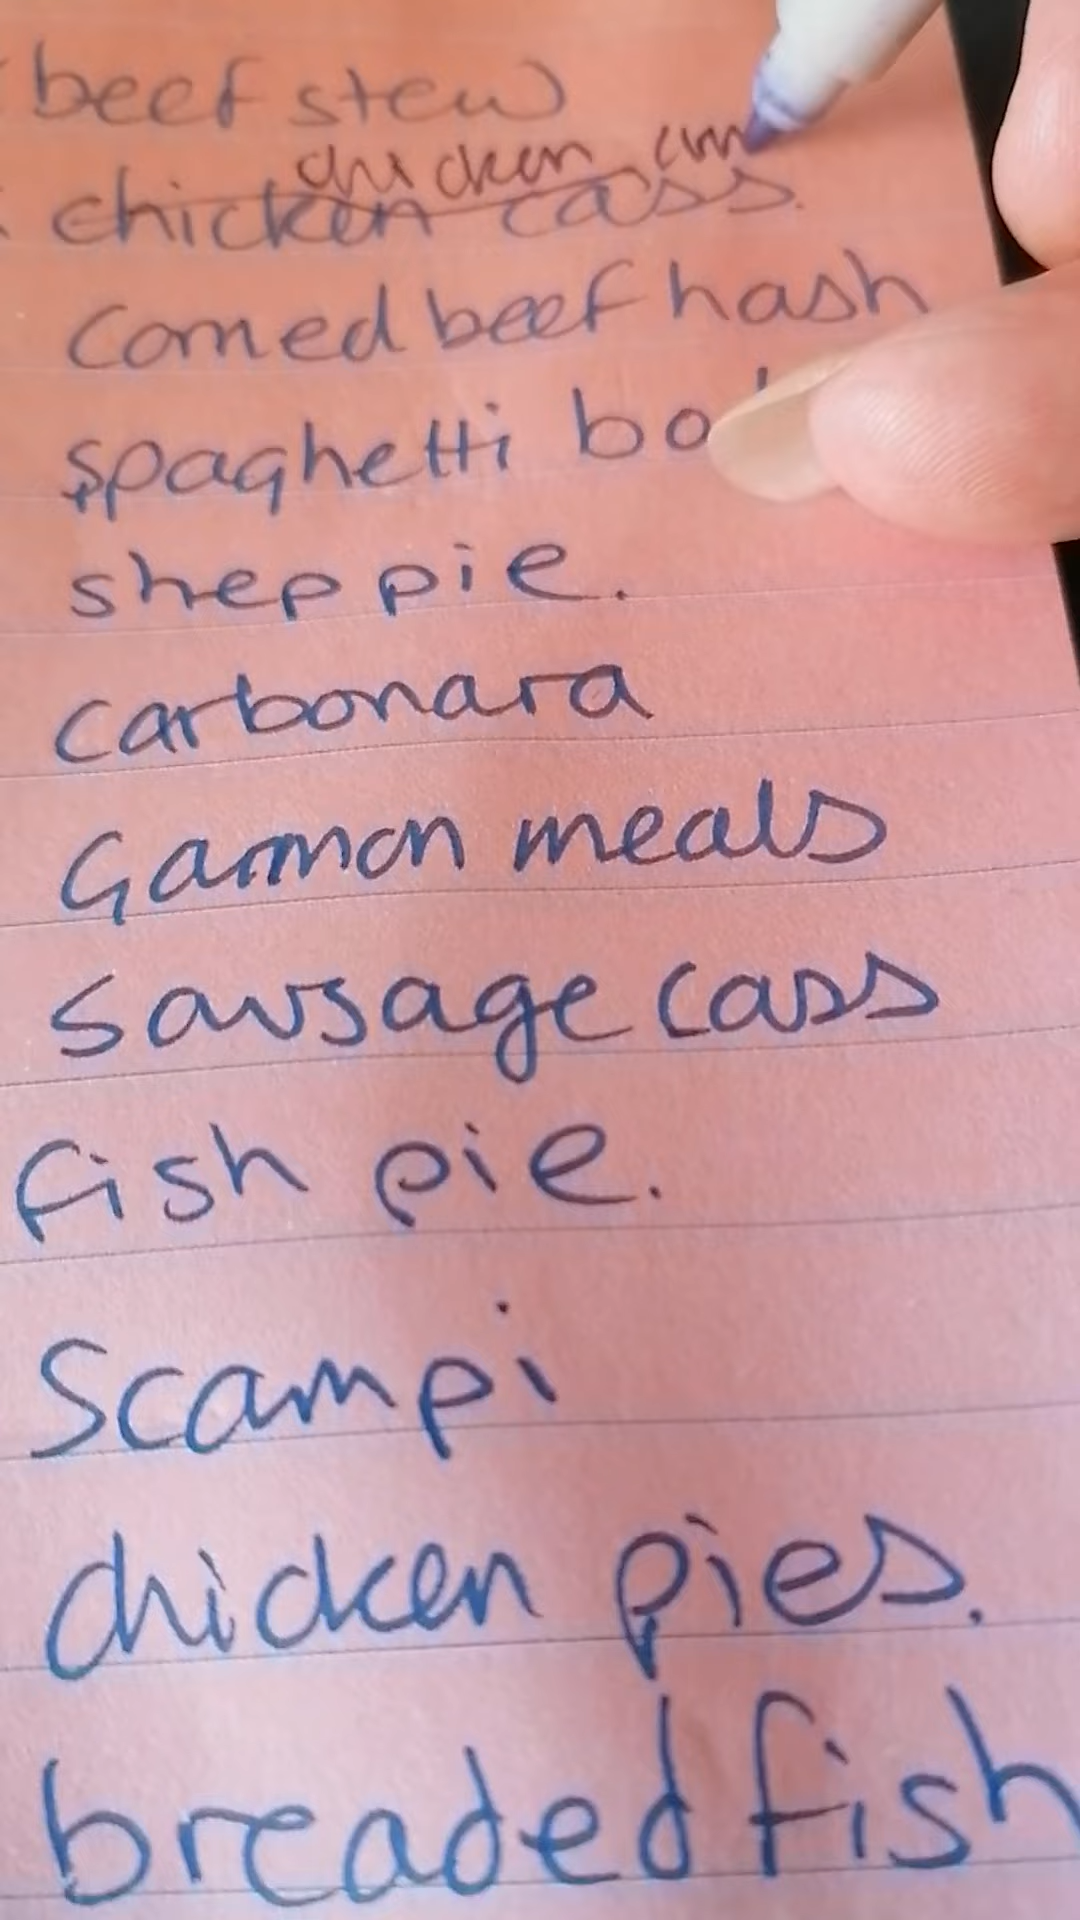 beef stew
chicken
chicken cass.
corned beef hash
spaghetti bo
shep pie.
carbonara
Gammon meals
Sausage cass
fish pie.
Scampi
chicken pies.
breaded fish